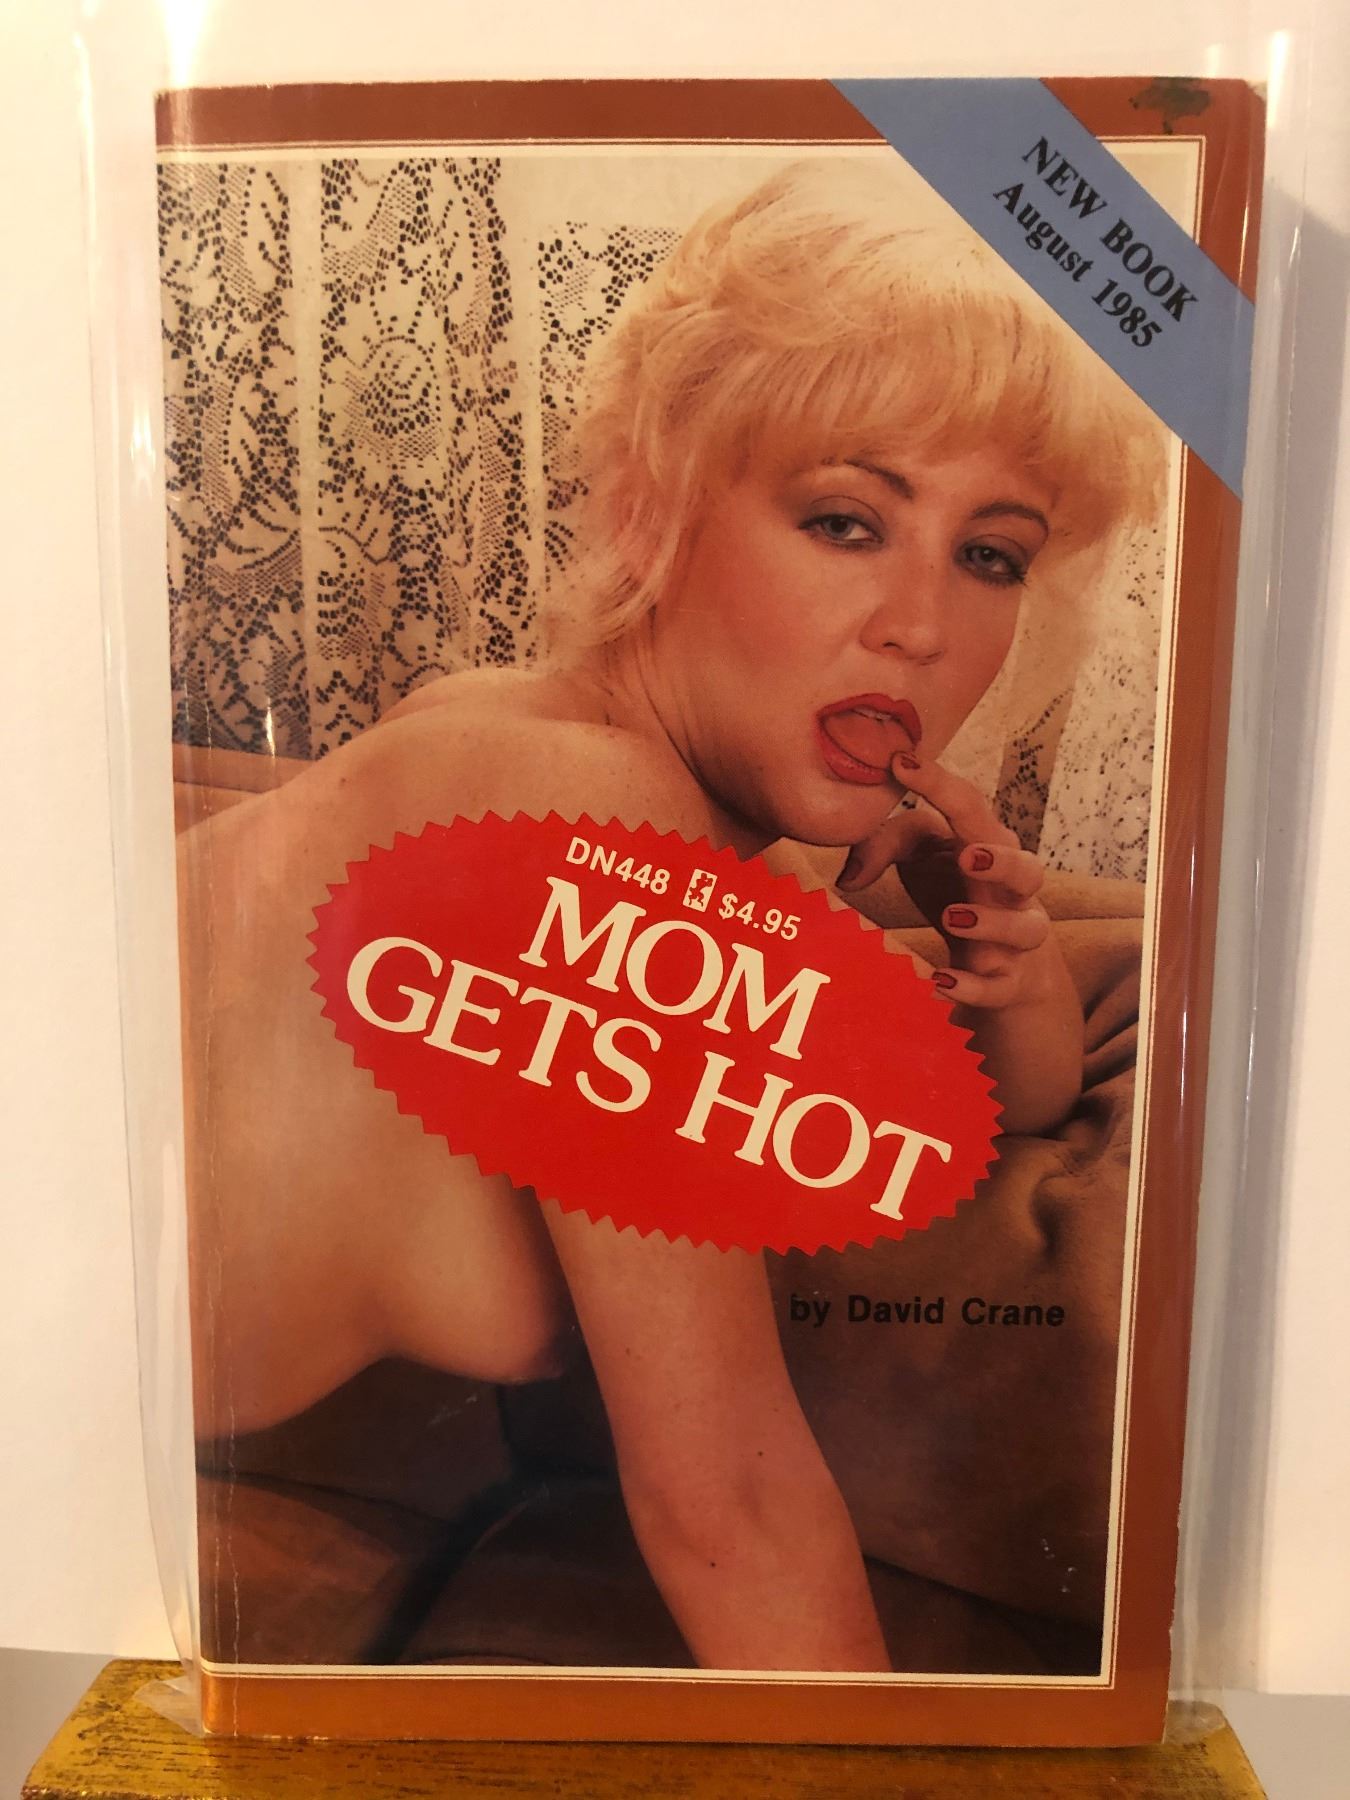 NEW BOOK
August 1985
DN448 $4.95
MOM
GETS HOT
by David Crane